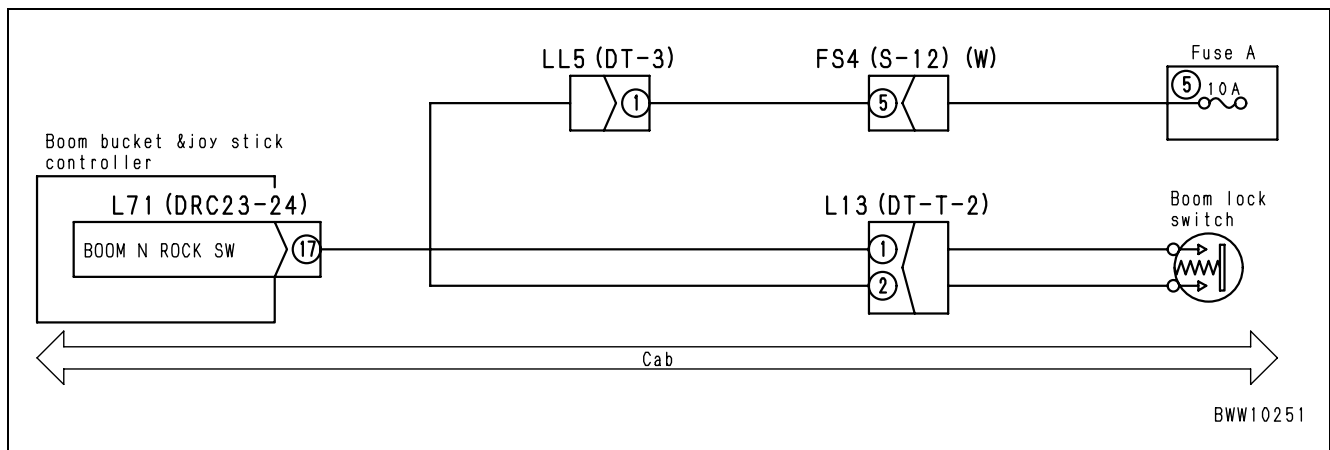 Fuse A
LL5 (DT-3)
FS4 (S-12) (W)
5
10A
1
5
Boom bucket &joy stick
controller
L71 (DRC23-24)
L13 (DT-T-2)
Boom lock
switch
BOOM N ROCK SW
17
1
2
Cab
BWW10251